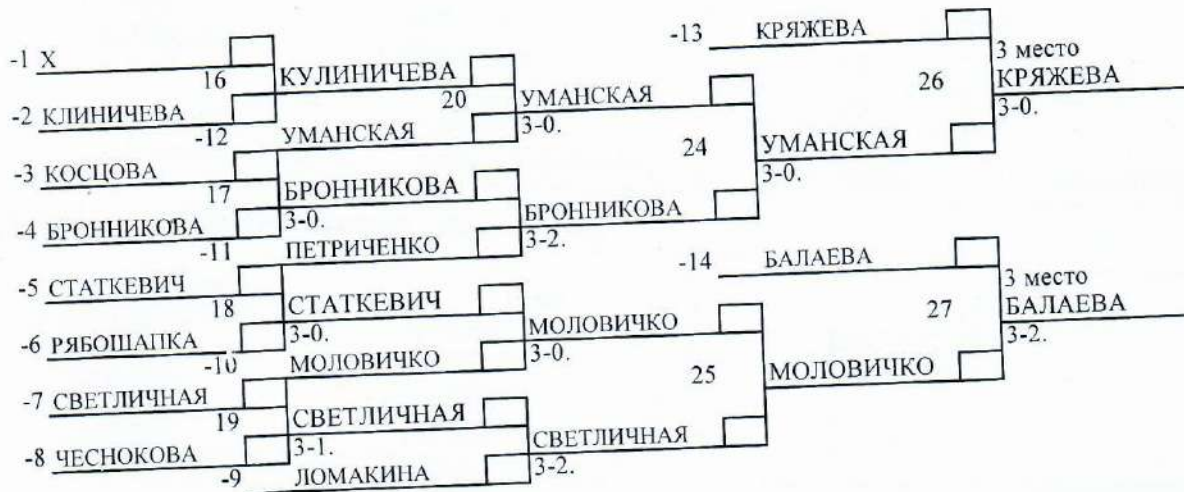 -1 Х
16
-2 КЛИНИЧЕВА
-12
-3 КОСЦОВА
17
-4 БРОННИКОВА
-11
-5 СТАТКЕВИЧ
18
-6 РЯБОШАПКА
-10
-7 СВЕТЛИЧНАЯ
19
-8 ЧЕСНОКОВА
-9
КУЛИНИЧЕВА
20
УМАНСКАЯ
БРОННИКОВА
3-0.
ПЕТРИЧЕНКО
СТАТКЕВИЧ
3-0.
МОЛОВИЧКО
СВЕТЛИЧНАЯ
3-1.
ЛОМАКИНА
УМАНСКАЯ
3-0.
24
БРОННИКОВА
3-2.
МОЛОВИЧКО
3-0.
25
СВЕТЛИЧНАЯ
3-2.
-13 КРЯЖЕВА
26
УМАНСКАЯ
3-0.
-14 БАЛАЕВА
27
МОЛОВИЧКО
3 место
КРЯЖЕВА
3-0.
3 место
БАЛАЕВА
3-2.